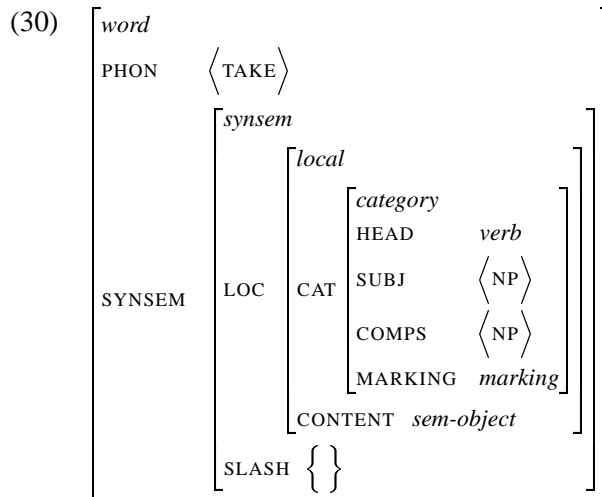 (30)
word
PHON ⟨TAKE⟩
synsem
local
category
HEAD verb
SUBJ ⟨NP⟩
SYNSEM LOC CAT
COMPS ⟨NP⟩
MARKING marking
CONTENT sem-object
SLASH { }